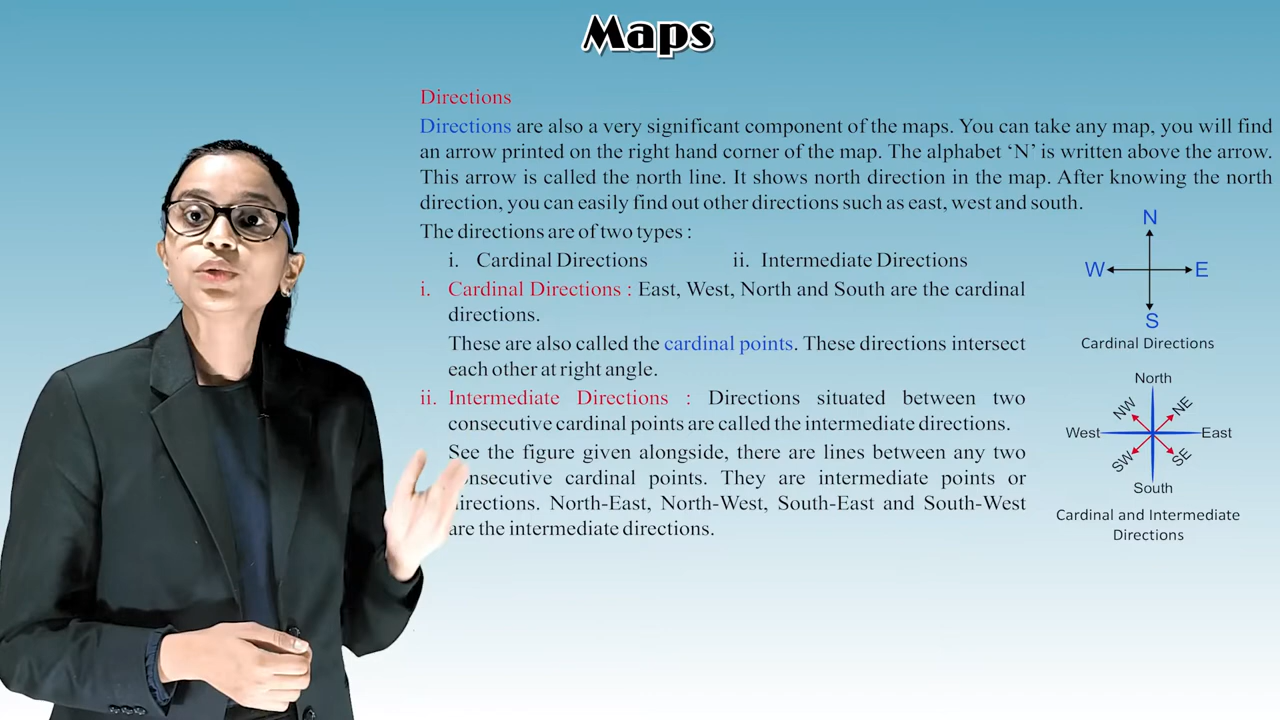 Maps
Directions
Directions are also a very significant component of the maps. You can take any map, you will find
an arrow printed on the right hand corner of the map. The alphabet ‘N’ is written above the arrow.
This arrow is called the north line. It shows north direction in the map. After knowing the north
direction, you can easily find out other directions such as east, west and south.
The directions are of two types :
i. Cardinal Directions ii. Intermediate Directions
i. Cardinal Directions : East, West, North and South are the cardinal
directions.
These are also called the cardinal points. These directions intersect
each other at right angle.
ii. Intermediate Directions : Directions situated between two
consecutive cardinal points are called the intermediate directions.
See the figure given alongside, there are lines between any two
consecutive cardinal points. They are intermediate points or
directions. North-East, North-West, South-East and South-West
are the intermediate directions.
N
W E
S
Cardinal Directions
North
NW NE
West East
SW SE
South
Cardinal and Intermediate
Directions